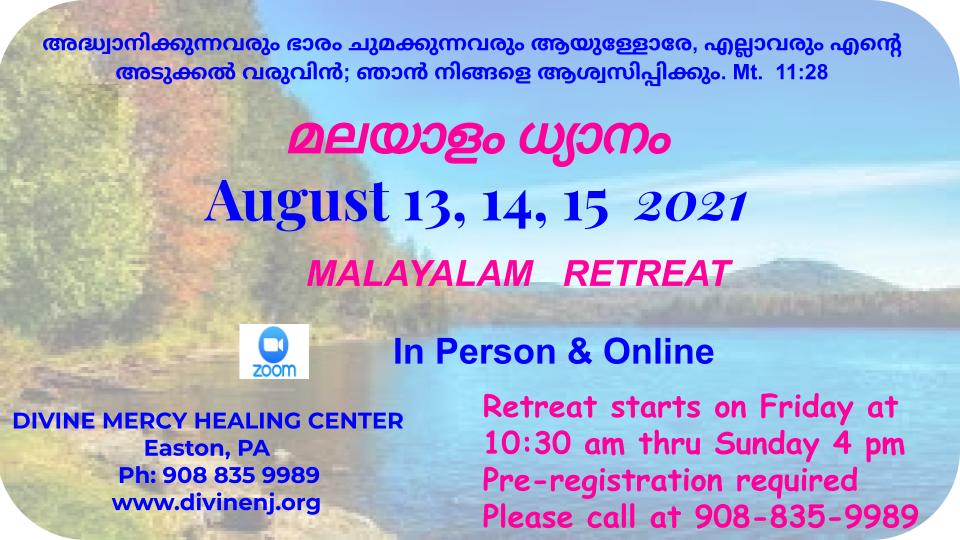 അദ്ധ്വാനിക്കുന്നവരും ഭാരം ചുമക്കുന്നവരും ആയുള്ളോരേ, എല്ലാവരും എന്റെ
അടുക്കൽ വരുവിൻ; ഞാൻ നിങ്ങളെ ആശ്വസിപ്പിക്കും. Mt. 11:28
മലയാളം ധ്യാനം
August 13, 14, 15 2021
MALAYALAM RETREAT
zoom
In Person & Online
DIVINE MERCY HEALING CENTER
Easton, PA
Ph: 908 835 9989
www.divinenj.org
Retreat starts on Friday at
10:30 am thru Sunday 4 pm
Pre-registration required
Please call at 908-835-9989